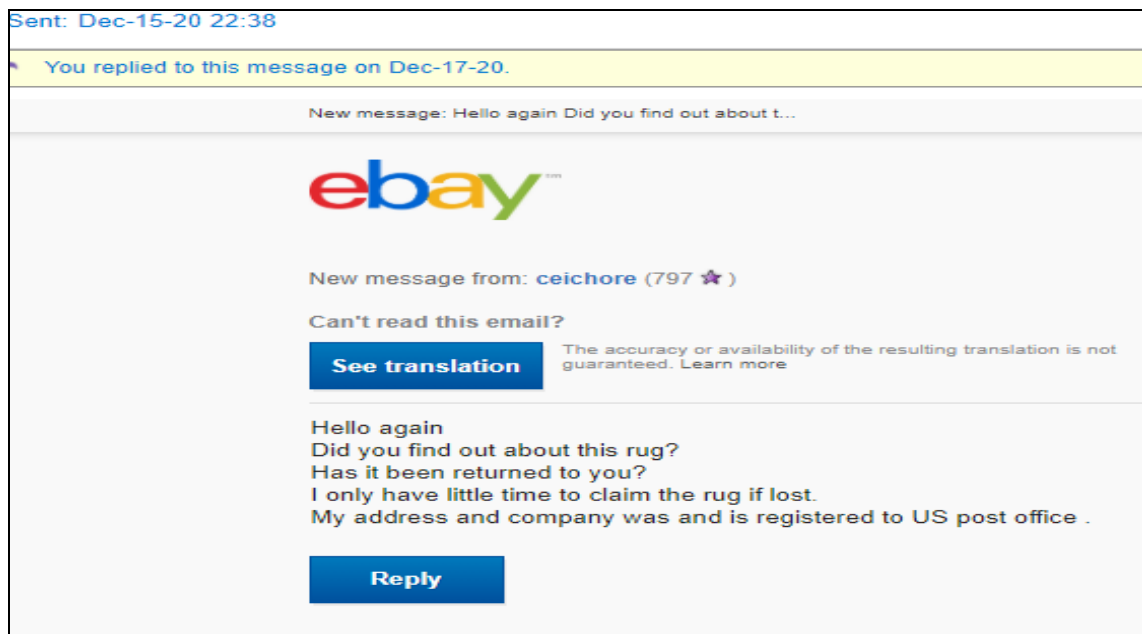 Sent: Dec-15-20 22:38
You replied to this message on Dec-17-20.
New message: Hello again Did you find out about t...
ebay™
New message from: ceichore (797 ★ )
Can't read this email?
See translation
The accuracy or availability of the resulting translation is not
guaranteed. Learn more
Hello again
Did you find out about this rug?
Has it been returned to you?
I only have little time to claim the rug if lost.
My address and company was and is registered to US post office .
Reply